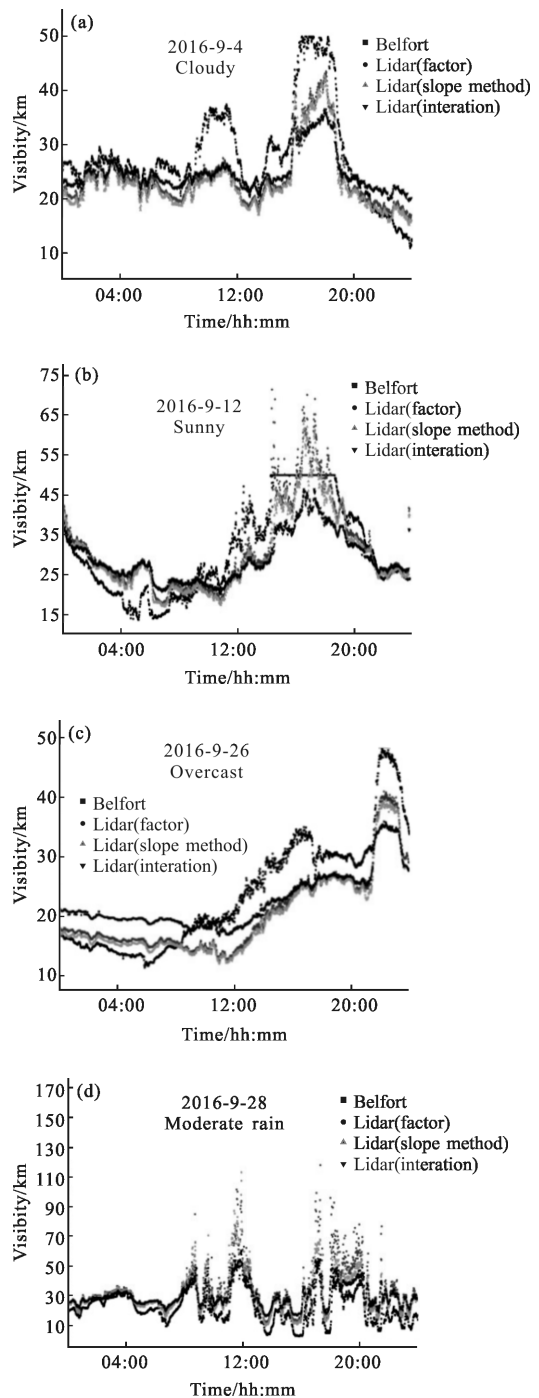 (a)
2016-9-4
Cloudy
■ Belfort
● Lidar(factor)
▲ Lidar(slope method)
▼ Lidar(interation)
50
40
30
20
10
Visibity/km
04:00 12:00 20:00
Time/hh:mm
(b)
2016-9-12
Sunny
■ Belfort
● Lidar(factor)
▲ Lidar(slope method)
▼ Lidar(interation)
75
65
55
45
35
25
15
Visibity/km
04:00 12:00 20:00
Time/hh:mm
(c)
2016-9-26
Overcast
■ Belfort
● Lidar(factor)
▲ Lidar(slope method)
▼ Lidar(interation)
50
40
30
20
10
Visibity/km
04:00 12:00 20:00
Time/hh:mm
(d)
2016-9-28
Moderate rain
■ Belfort
● Lidar(factor)
▲ Lidar(slope method)
▼ Lidar(interation)
170
150
130
110
90
70
50
30
10
Visibity/km
04:00 12:00 20:00
Time/hh:mm